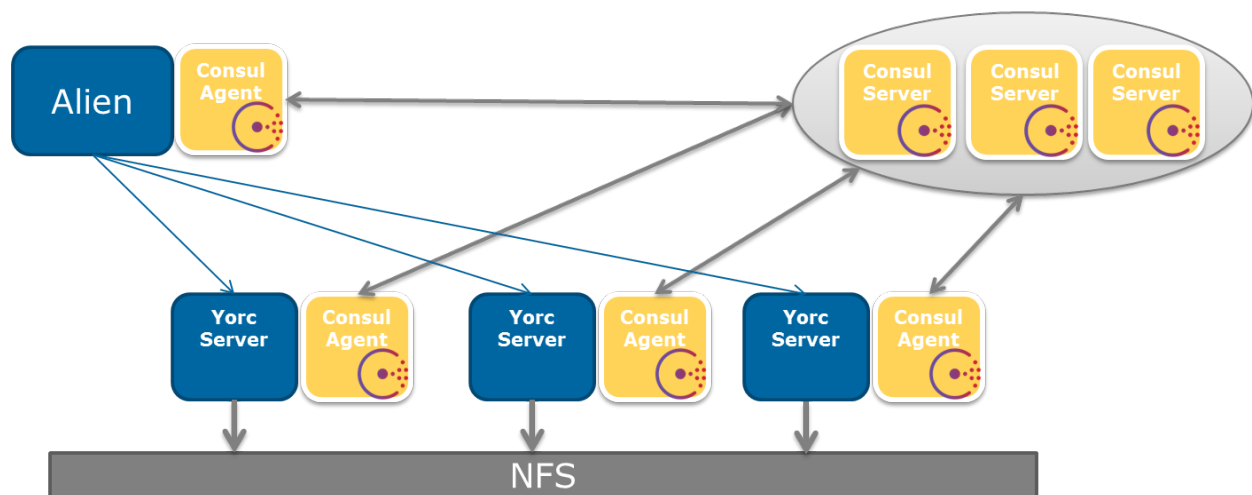 Alien
Consul
Agent
Consul
Server
Consul
Server
Consul
Server
Yorc
Server
Consul
Agent
Yorc
Server
Consul
Agent
Yorc
Server
Consul
Agent
NFS